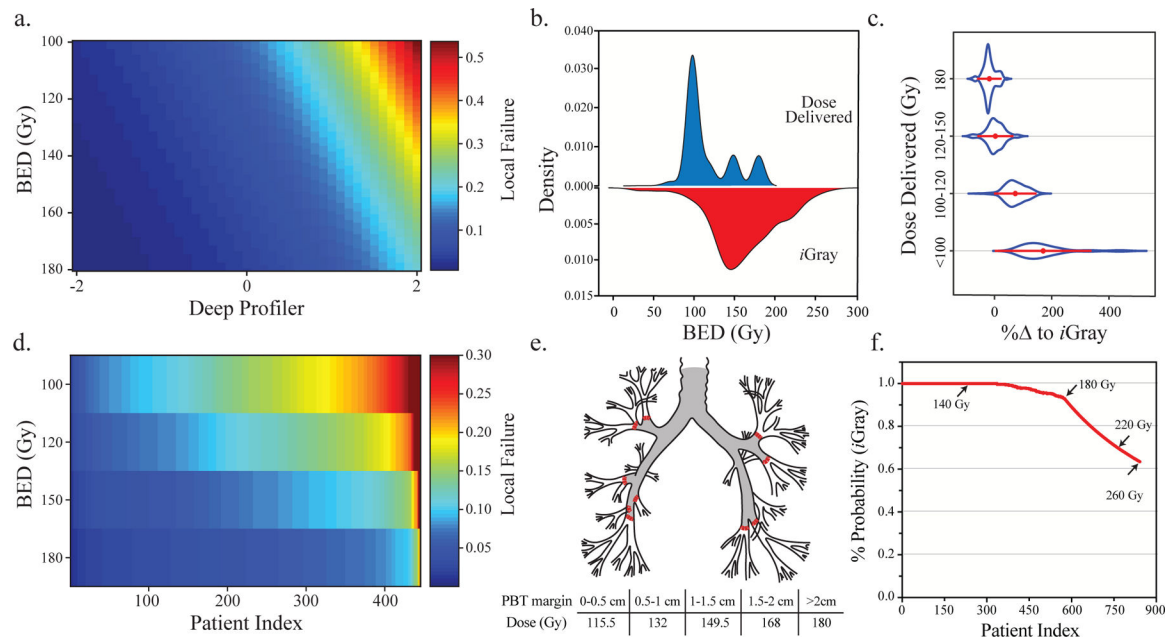 a.
100
120
140
160
180
BED (Gy)
-2
0
2
Deep Profiler
0.5
0.4
0.3
0.2
0.1
Local Failure
b.
0.040
0.030
0.020
0.010
0.000
0.005
0.010
0.015
Density
Dose
Delivered
iGray
0 50 100 150 200 250 300
BED (Gy)
c.
Dose Delivered (Gy)
180
120-150
100-120
<100
0 200 400
%Δ to iGray
d.
100
120
150
180
BED (Gy)
100 200 300 400
Patient Index
0.30
0.25
0.20
0.15
0.10
0.05
Local Failure
e.
PBT margin 0-0.5 cm 0.5-1 cm 1-1.5 cm 1.5-2 cm >2cm
Dose (Gy) 115.5 132 149.5 168 180
f.
% Probability (iGray)
1.0
0.8
0.6
0.4
0.2
0.0
140 Gy
180 Gy
220 Gy
260 Gy
0 150 300 450 600 750 900
Patient Index